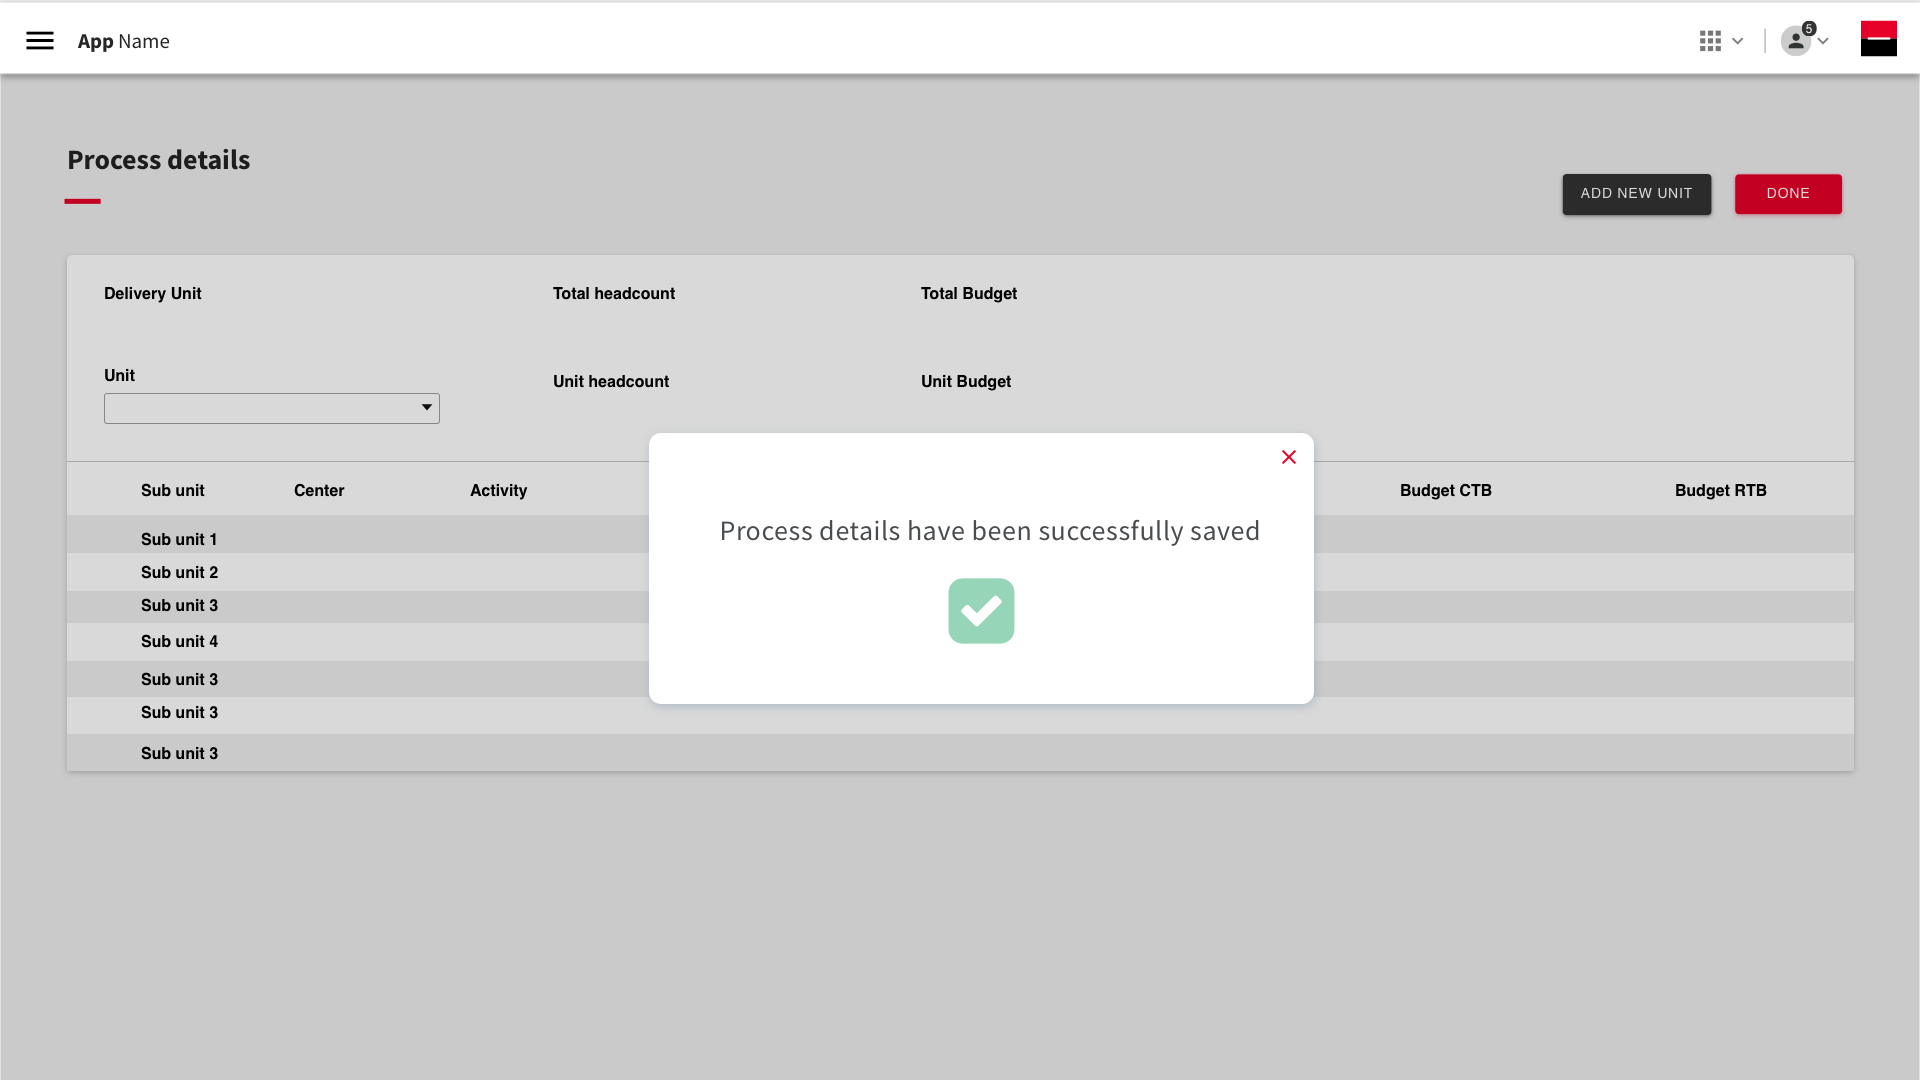 App Name
5
Process details
ADD NEW UNIT
DONE
Delivery Unit
Total headcount
Total Budget
Unit
Unit headcount
Unit Budget
Sub unit
Center
Activity
Budget CTB
Budget RTB
Process details have been successfully saved
Sub unit 1
Sub unit 2
Sub unit 3
Sub unit 4
Sub unit 3
Sub unit 3
Sub unit 3